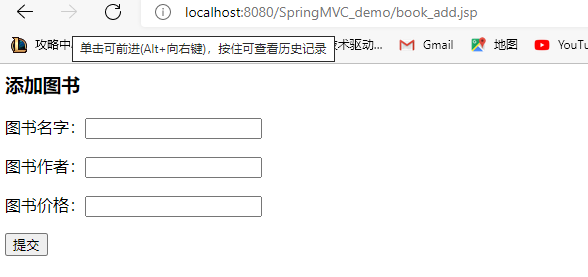 localhost:8080/SpringMVC_demo/book_add.jsp
攻略中 单击可前进(Alt+向右键)，按住可查看历史记录 技术驱动... Gmail 地图 YouTu
添加图书
图书名字：
图书作者：
图书价格：
提交